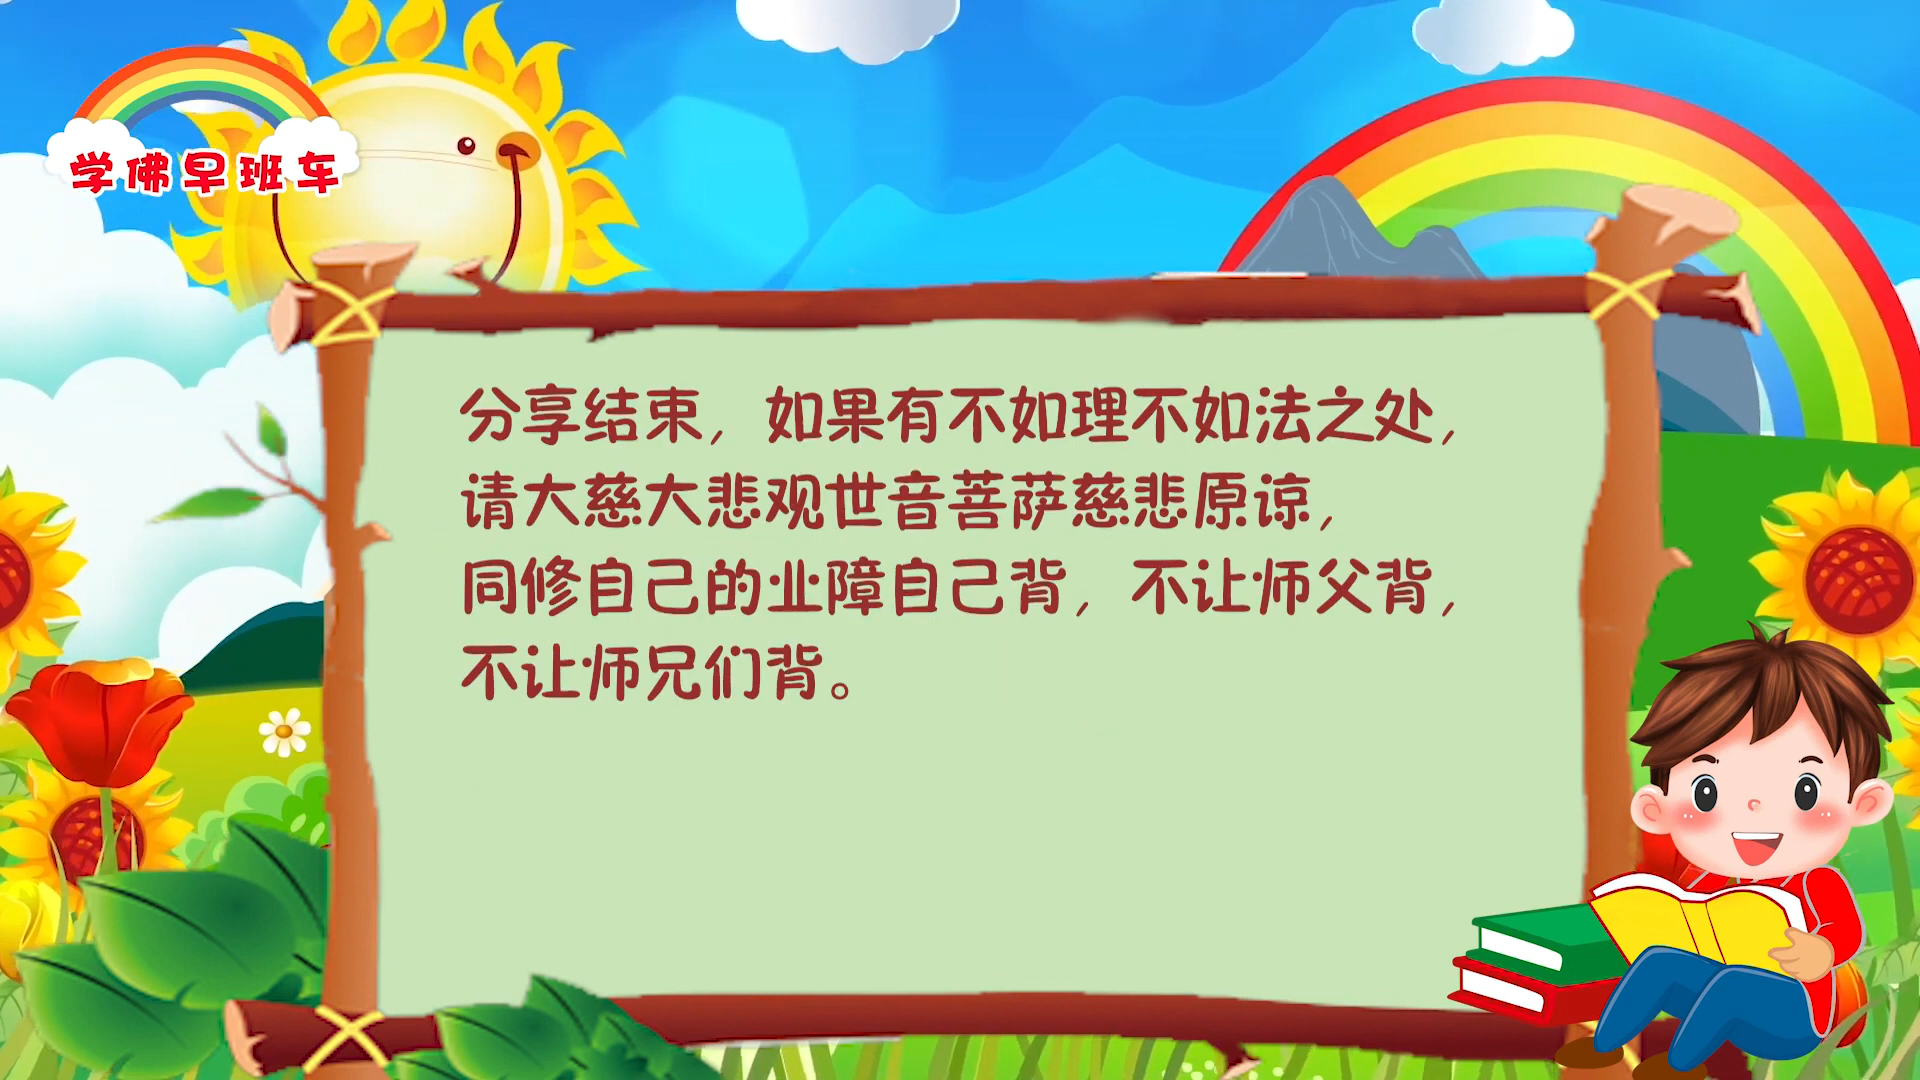 学佛早班车
分享结束，如果有不如理不如法之处，
请大慈大悲观世音菩萨慈悲原谅，
同修自己的业障自己背，不让师父背，
不让师兄们背。